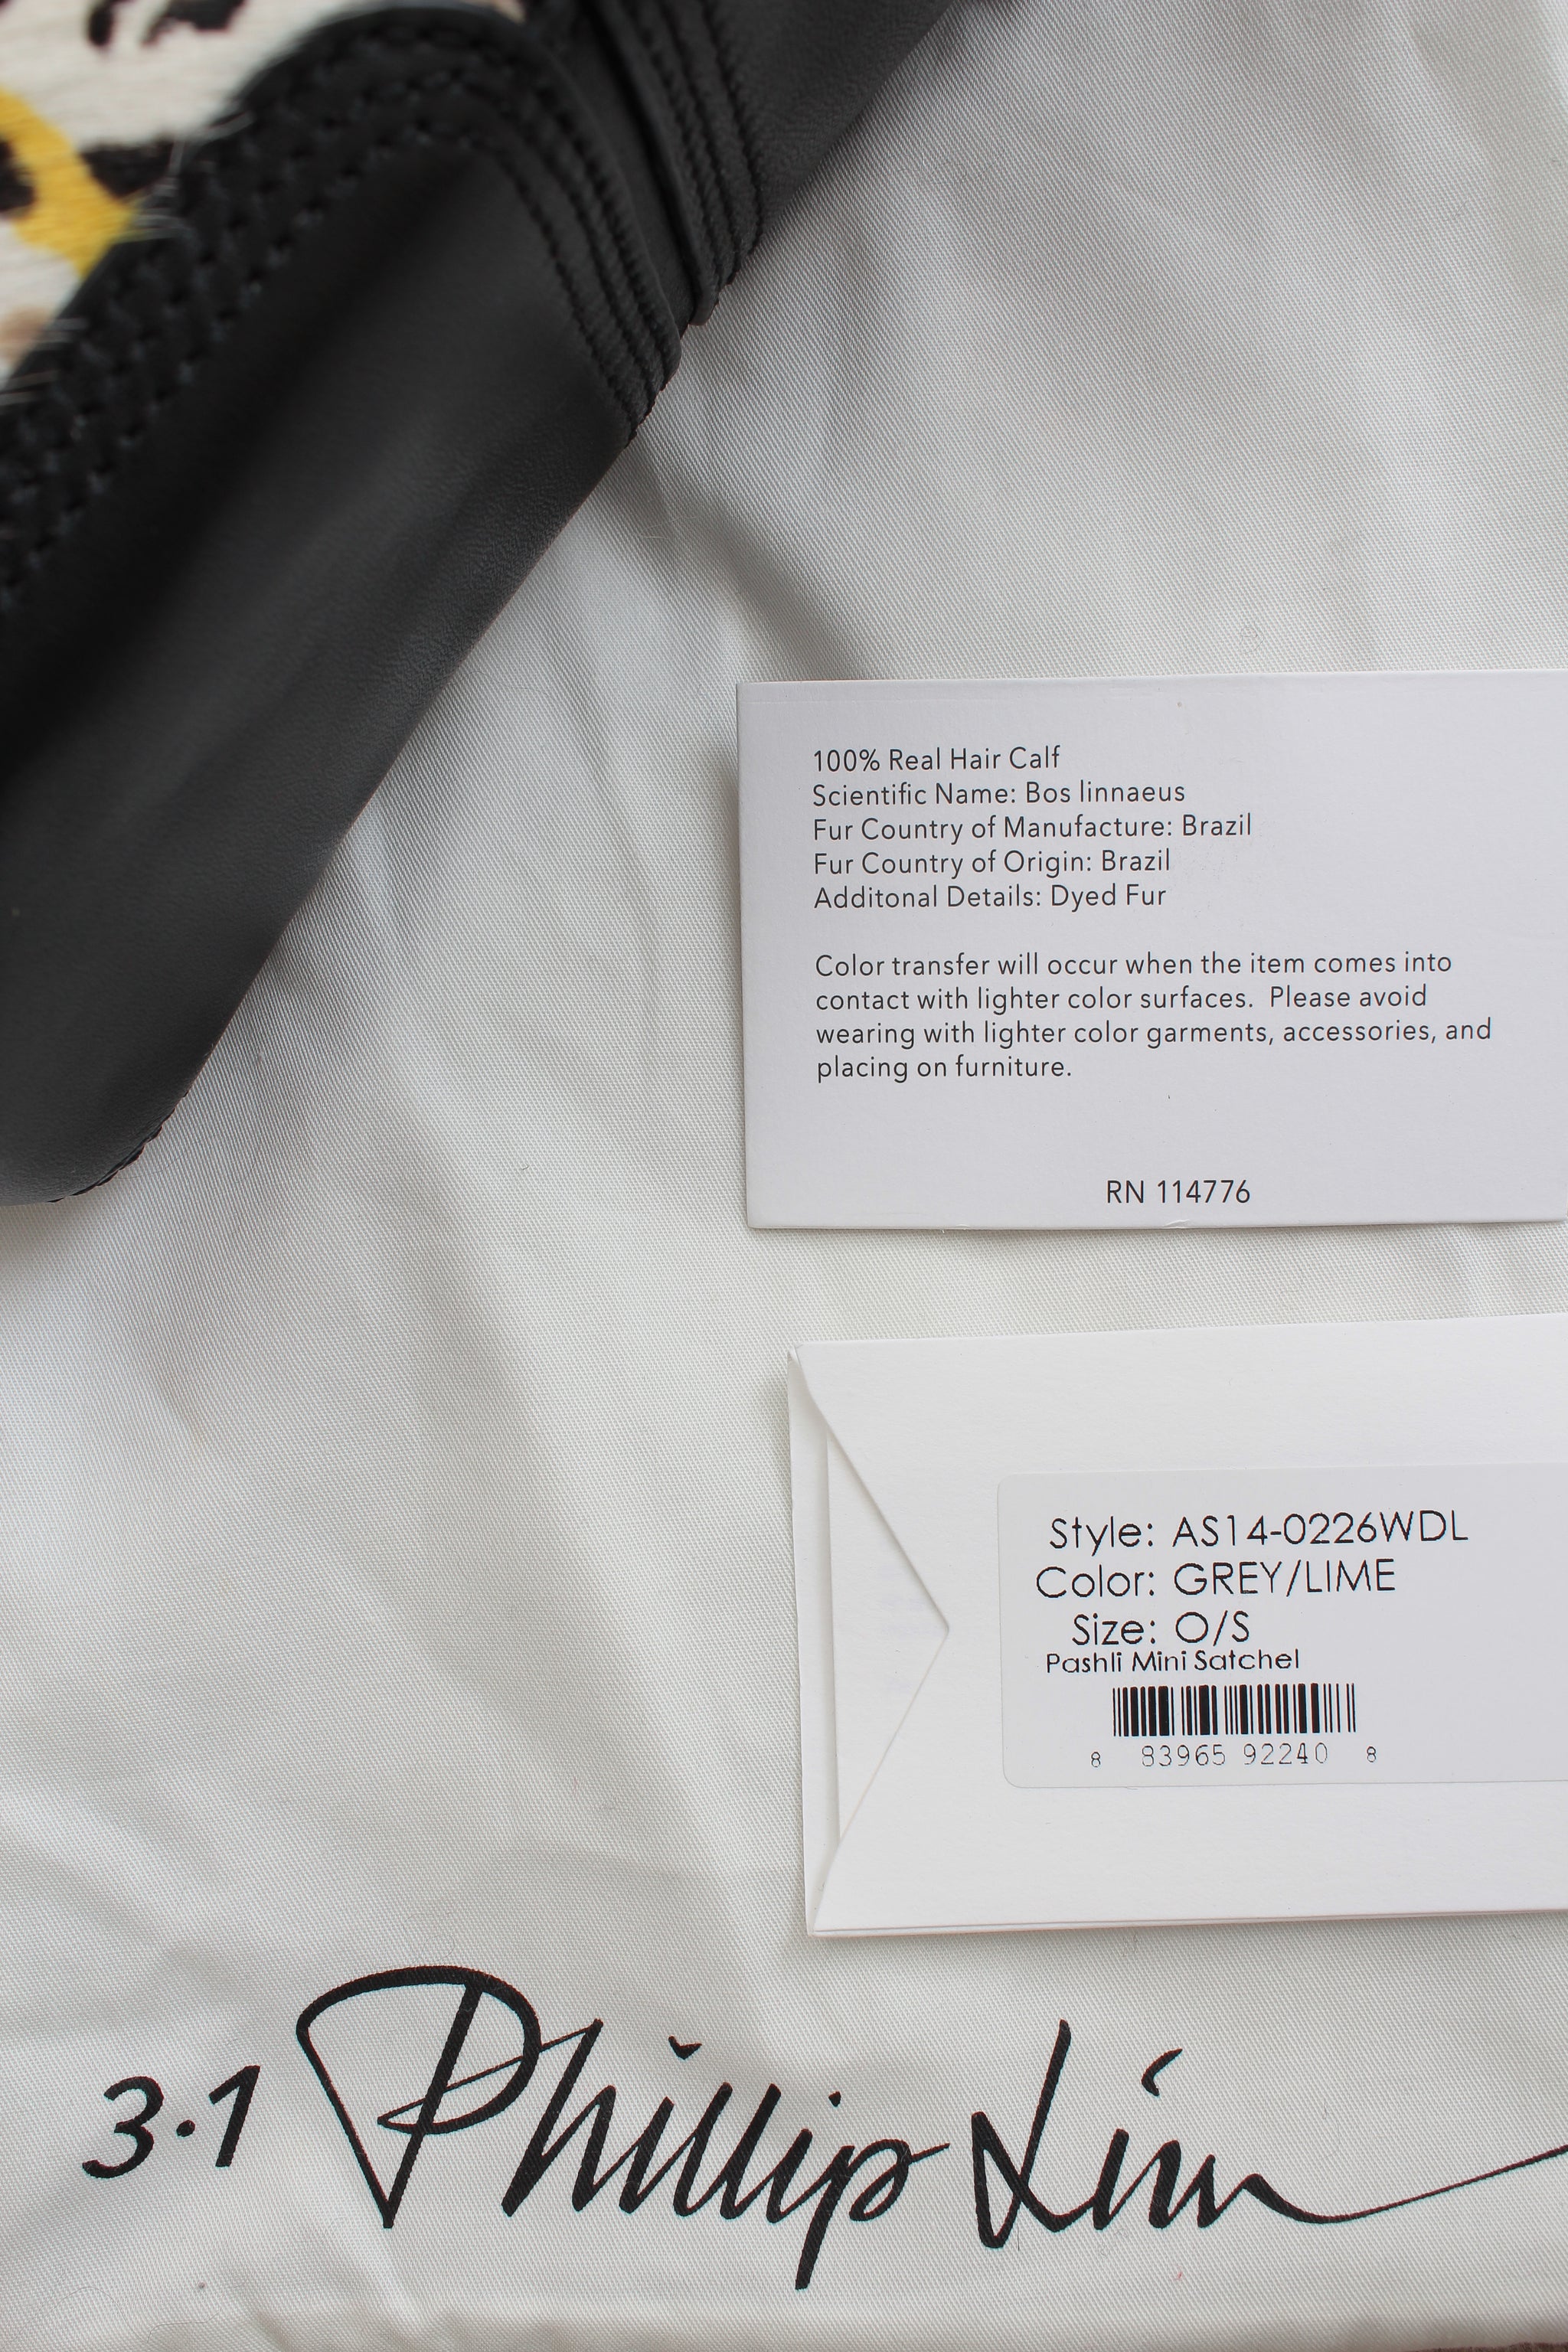 100% Real Hair Calf
Scientific Name: Bos linnaeus
Fur Country of Manufacture: Brazil
Fur Country of Origin: Brazil
Additonal Details: Dyed Fur
Color transfer will occur when the item comes into
contact with lighter color surfaces.  Please avoid
wearing with lighter color garments, accessories, and
placing on furniture.
RN 114776
Style: AS14-0226WDL
Color: GREY/LIME
Size: O/S
Pashli Mini Satchel
8 83965 92240 8
3.1 Phillip Lim